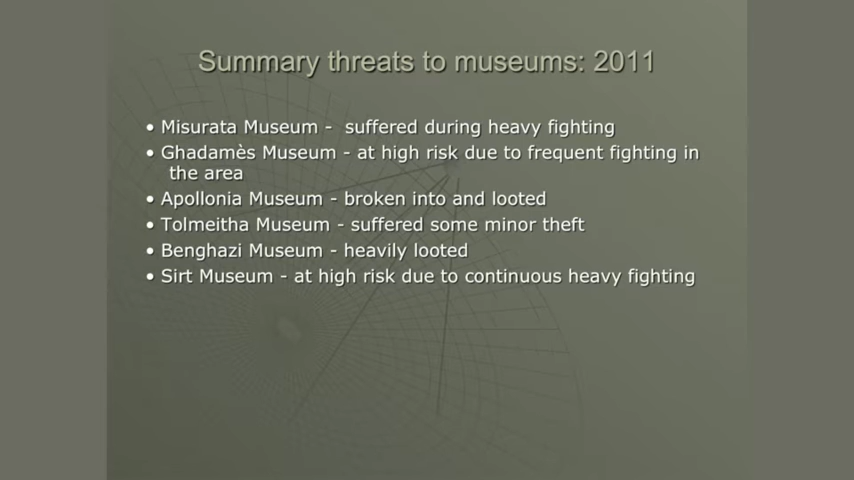 Summary threats to museums: 2011
• Misurata Museum -  suffered during heavy fighting
• Ghadamès Museum - at high risk due to frequent fighting in
the area
• Apollonia Museum - broken into and looted
• Tolmeitha Museum - suffered some minor theft
• Benghazi Museum - heavily looted
• Sirt Museum - at high risk due to continuous heavy fighting